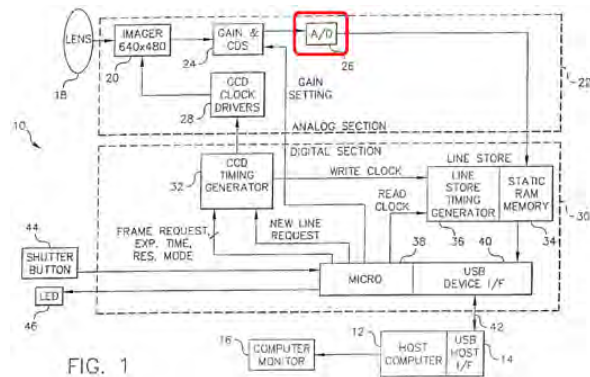 LENS
18
IMAGER
640x480
20
GAIN &
CDS
24
A/D
26
22
CCD
CLOCK
DRIVERS
28
GAIN
SETTING
ANALOG SECTION
10
DIGITAL SECTION
CCD
TIMING
GENERATOR
32
WRITE CLOCK
LINE STORE
LINE
STORE
TIMING
GENERATOR
36
STATIC
RAM
MEMORY
34
30
READ
CLOCK
FRAME REQUEST,
EXP. TIME,
RES. MODE
NEW LINE
REQUEST
44
SHUTTER
BUTTON
38
40
MICRO
USB
DEVICE I/F
LED
46
42
16
COMPUTER
MONITOR
12
HOST
COMPUTER
USB
HOST
I/F
14
FIG. 1